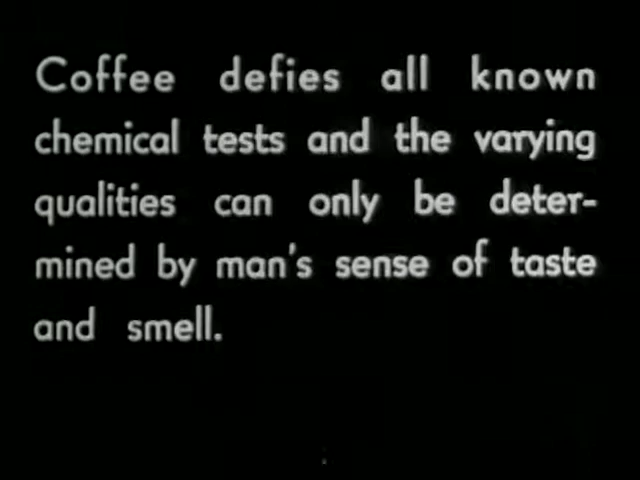 Coffee defies all known
chemical tests and the varying
qualities can only be deter-
mined by man's sense of taste
and smell.